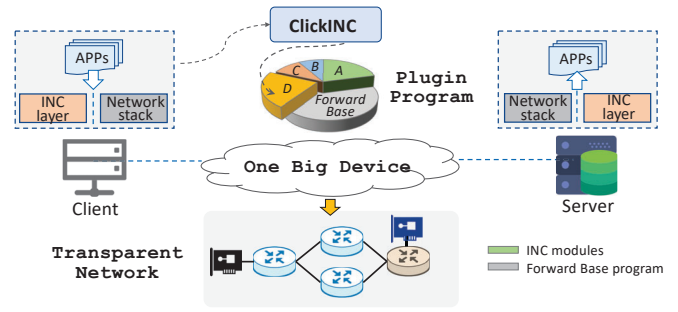 ClickINC
APPs
INC
layer
Network
stack
A
B
C
D
Forward
Base
Plugin
Program
APPs
Network
stack
INC
layer
One Big Device
Client
Server
Transparent
Network
INC modules
Forward Base program